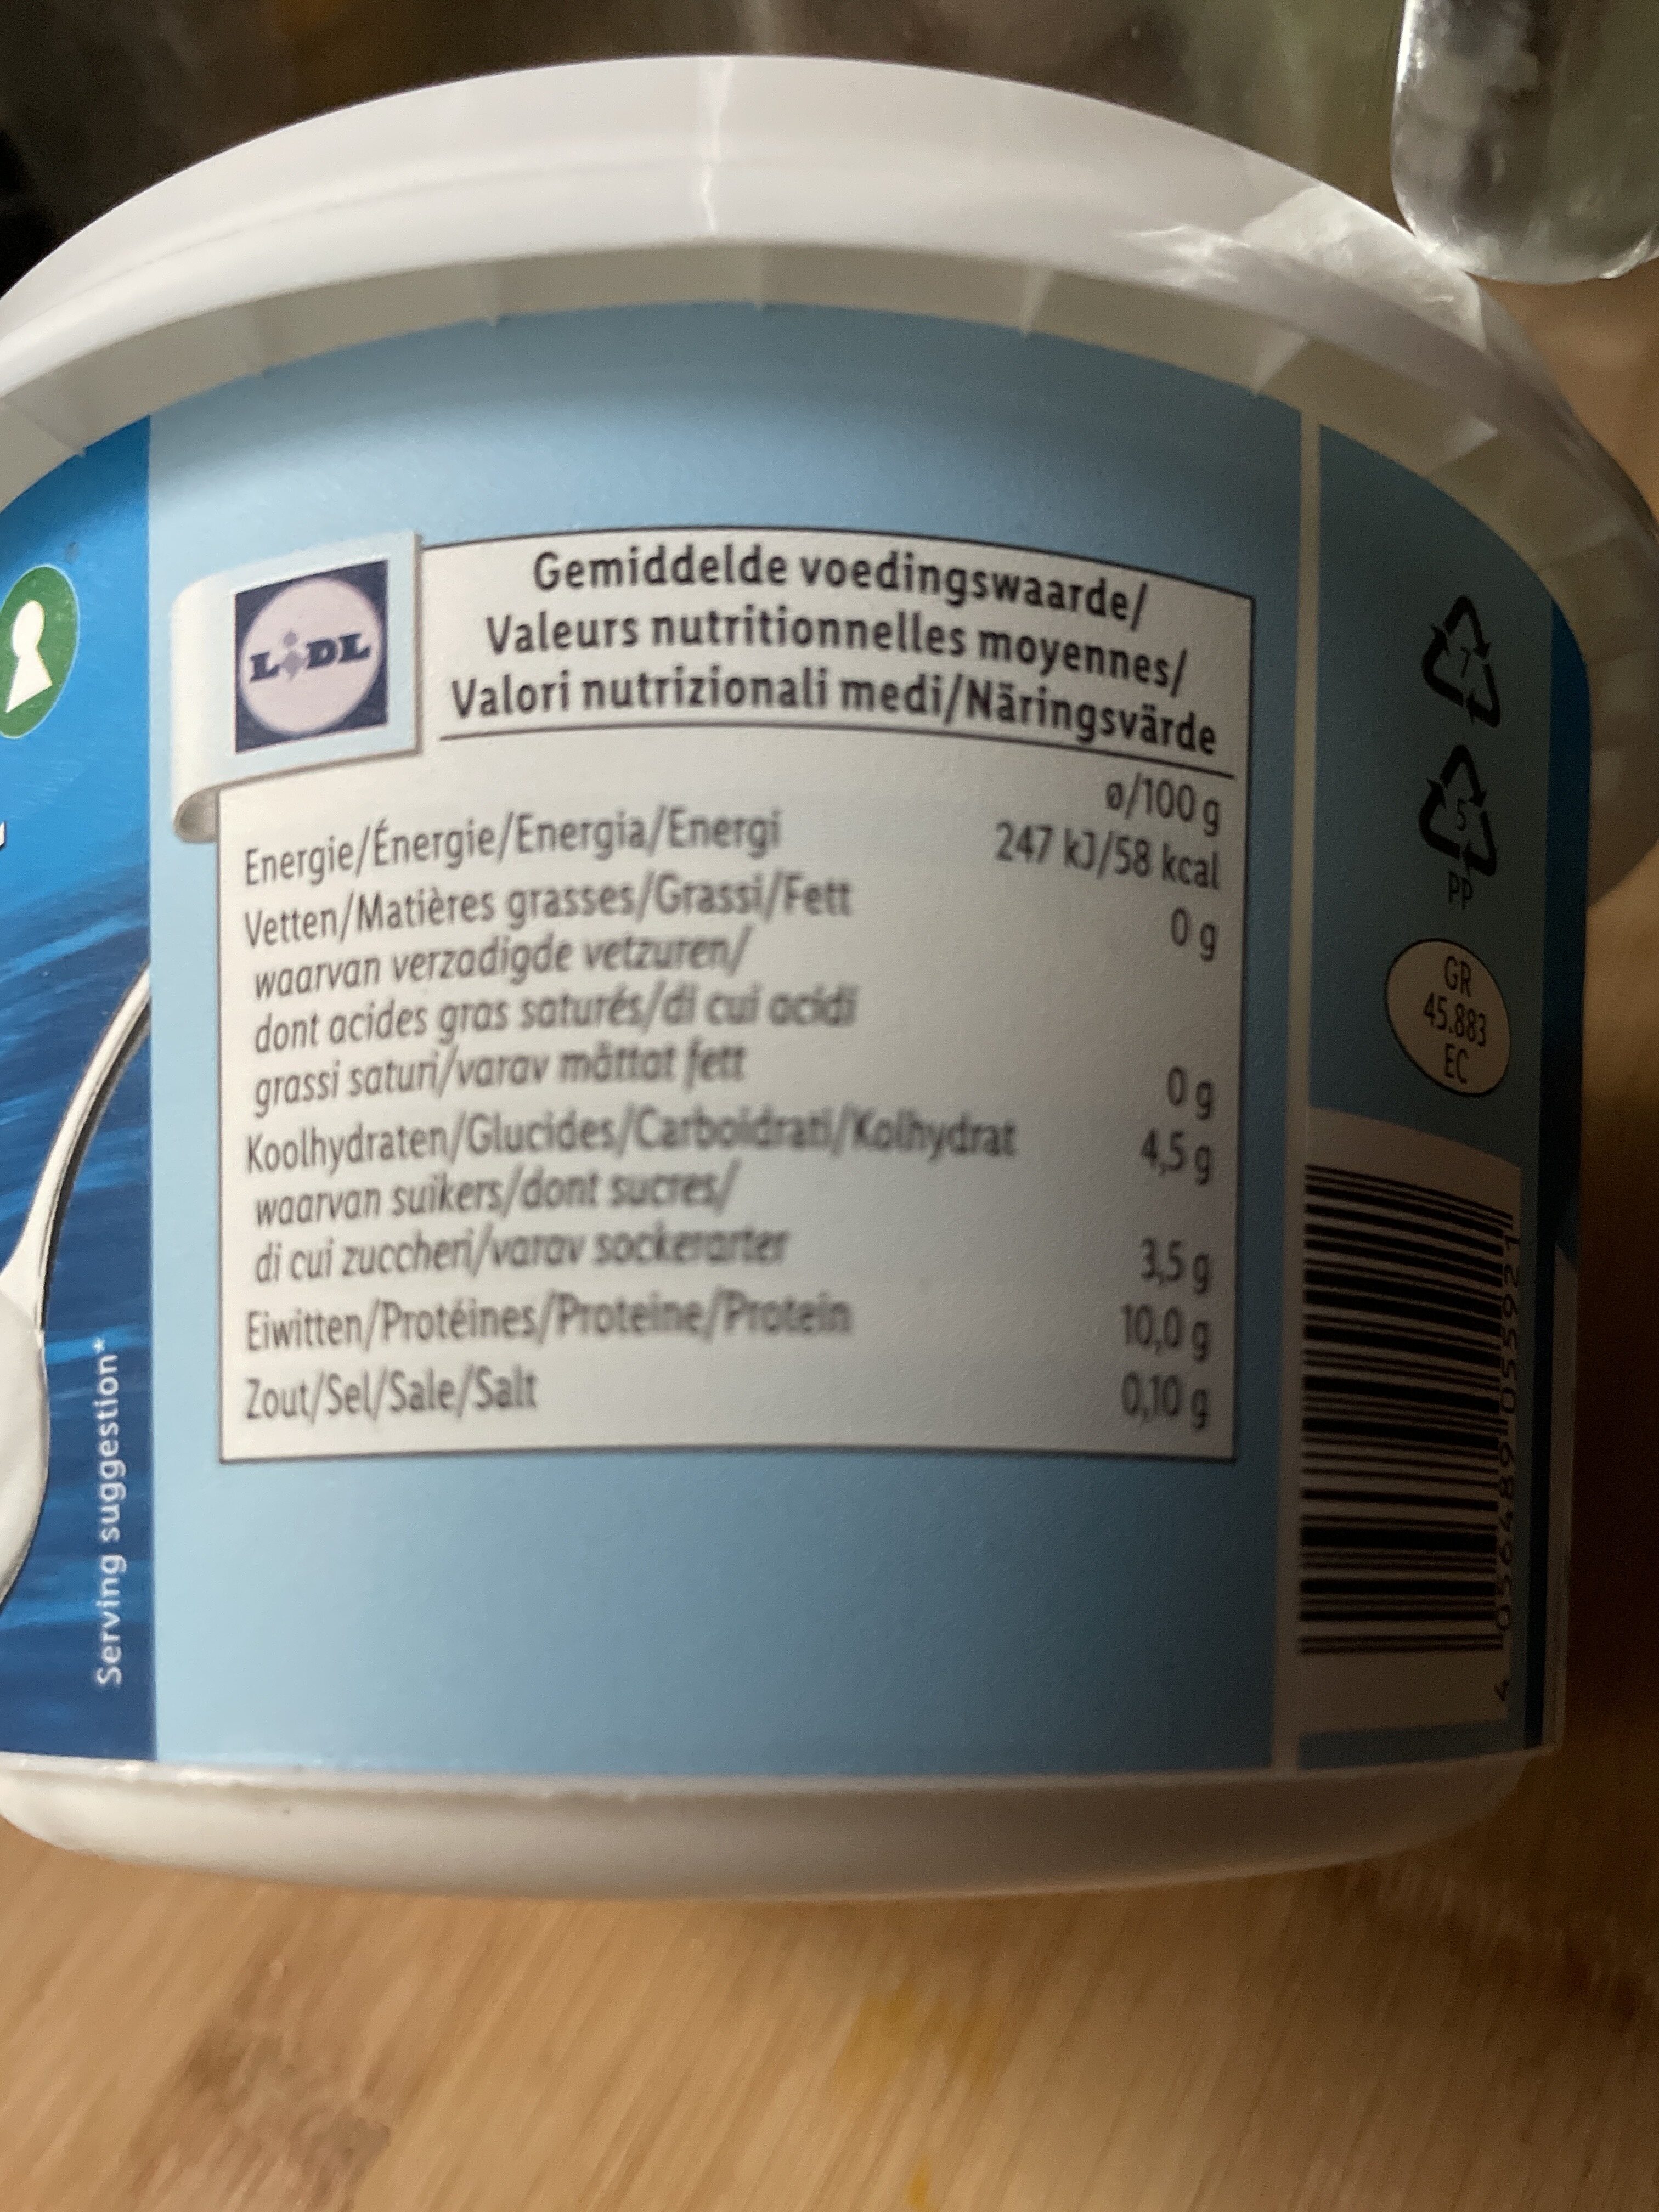 LIDL
Gemiddelde voedingswaarde/
Valeurs nutritionnelles moyennes/
Valori nutrizionali medi/Näringsvärde
ø/100 g
Energie/Énergie/Energia/Energi 247 kJ/58 kcal
Vetten/Matières grasses/Grassi/Fett 0 g
waarvan verzadigde vetzuren/
dont acides gras saturés/di cui acidi
grassi saturi/varav mättat fett 0 g
Koolhydraten/Glucides/Carboidrati/Kolhydrat 4,5 g
waarvan suikers/dont sucres/
di cui zuccheri/varav sockerarter 3,5 g
Eiwitten/Protéines/Proteine/Protein 10,0 g
Zout/Sel/Sale/Salt 0,10 g
Serving suggestion*
7
5
PP
GR
45.883
EC
4 056489 055921